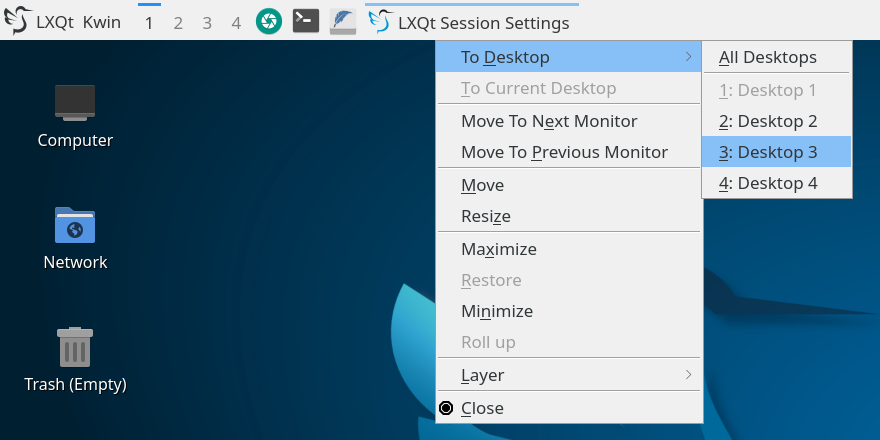 LXQt Kwin 1 2 3 4 LXQt Session Settings
To Desktop
To Current Desktop
Move To Next Monitor
Move To Previous Monitor
Move
Resize
Maximize
Restore
Minimize
Roll up
Layer
Close
All Desktops
1: Desktop 1
2: Desktop 2
3: Desktop 3
4: Desktop 4
Computer
Network
Trash (Empty)